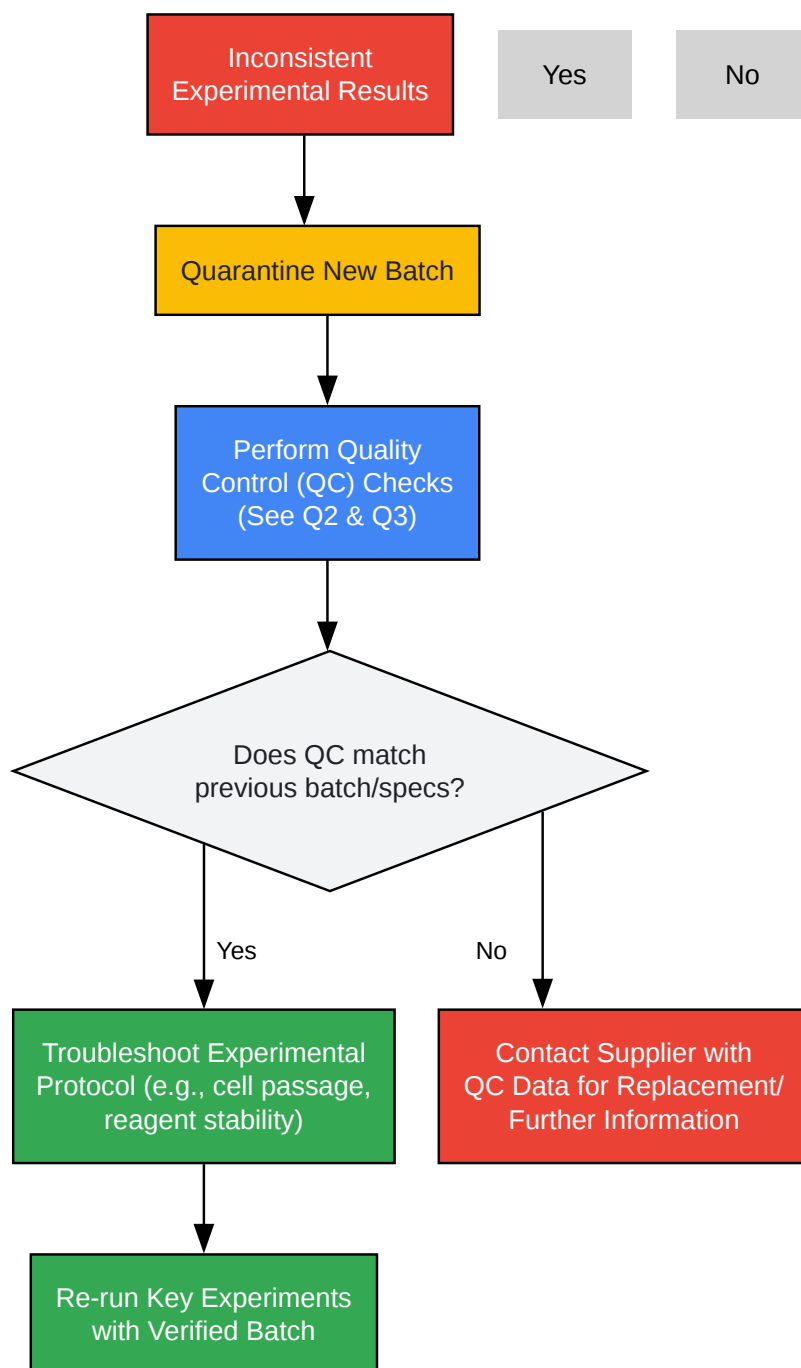 Inconsistent
Experimental Results
Yes
No
Quarantine New Batch
Perform Quality
Control (QC) Checks
(See Q2 & Q3)
Does QC match
previous batch/specs?
Yes
No
Troubleshoot Experimental
Protocol (e.g., cell passage,
reagent stability)
Contact Supplier with
QC Data for Replacement/
Further Information
Re-run Key Experiments
with Verified Batch